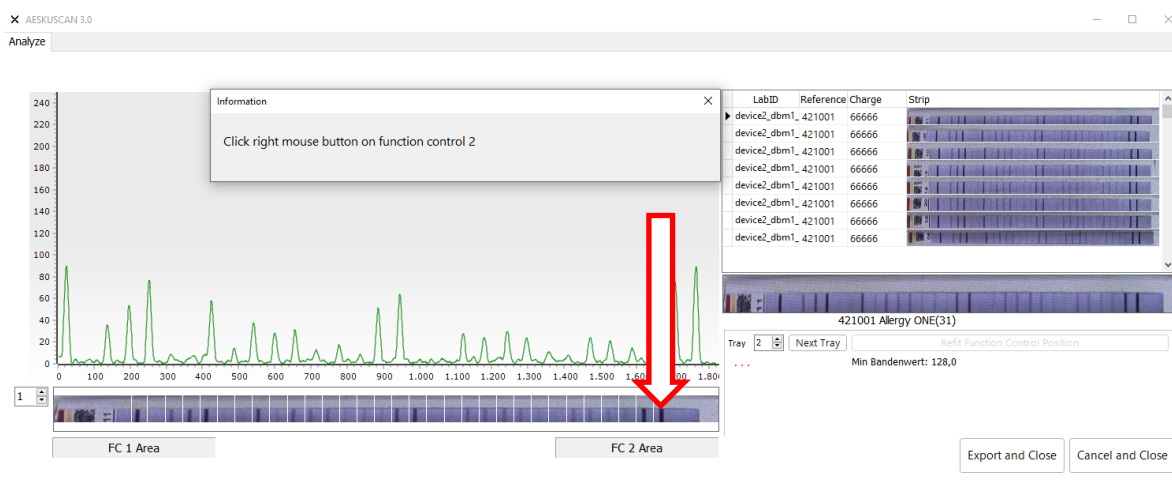 AESKUSCAN 3.0
Analyze
Information
Click right mouse button on function control 2
240
220
200
180
160
140
120
100
80
60
40
20
0
0 100 200 300 400 500 600 700 800 900 1.000 1.100 1.200 1.300 1.400 1.500 1.80
1
FC 1 Area FC 2 Area
LabID Reference Charge Strip
device2_dbm1_ 421001 66666
device2_dbm1_ 421001 66666
device2_dbm1_ 421001 66666
device2_dbm1_ 421001 66666
device2_dbm1_ 421001 66666
device2_dbm1_ 421001 66666
device2_dbm1_ 421001 66666
device2_dbm1_ 421001 66666
421001 Allergy ONE(31)
Tray 2 Next Tray Refit Function Control Position
... Min Bandenwert: 128,0
Export and Close Cancel and Close